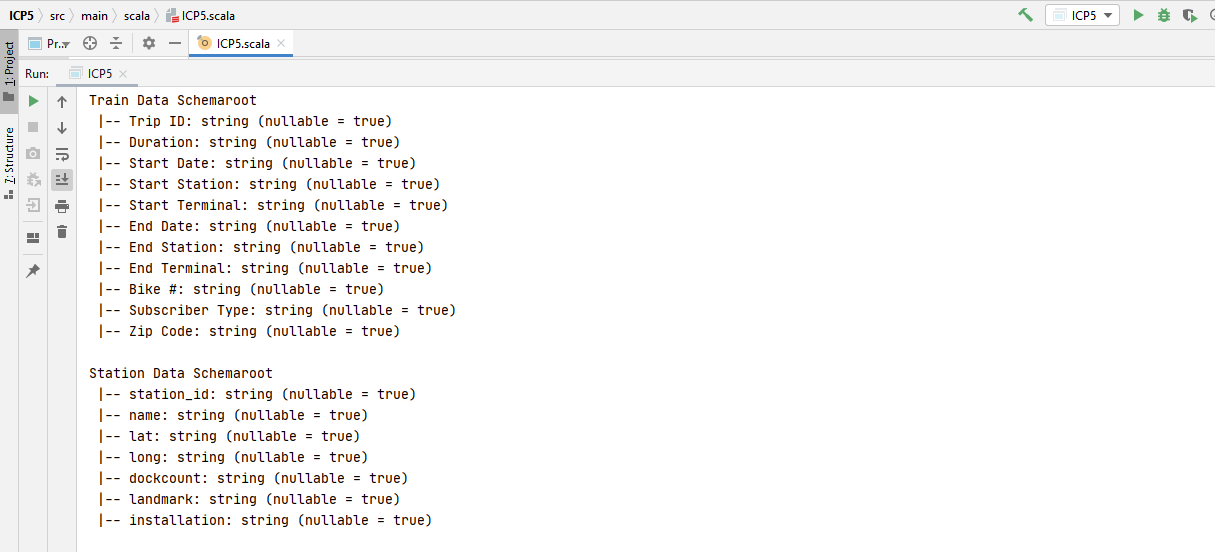 ICP5 src main scala ICP5.scala ICP5
1: Project Pr.. ICP5.scala
Run: ICP5
7: Structure
Train Data Schemaroot
 |-- Trip ID: string (nullable = true)
 |-- Duration: string (nullable = true)
 |-- Start Date: string (nullable = true)
 |-- Start Station: string (nullable = true)
 |-- Start Terminal: string (nullable = true)
 |-- End Date: string (nullable = true)
 |-- End Station: string (nullable = true)
 |-- End Terminal: string (nullable = true)
 |-- Bike #: string (nullable = true)
 |-- Subscriber Type: string (nullable = true)
 |-- Zip Code: string (nullable = true)

Station Data Schemaroot
 |-- station_id: string (nullable = true)
 |-- name: string (nullable = true)
 |-- lat: string (nullable = true)
 |-- long: string (nullable = true)
 |-- dockcount: string (nullable = true)
 |-- landmark: string (nullable = true)
 |-- installation: string (nullable = true)